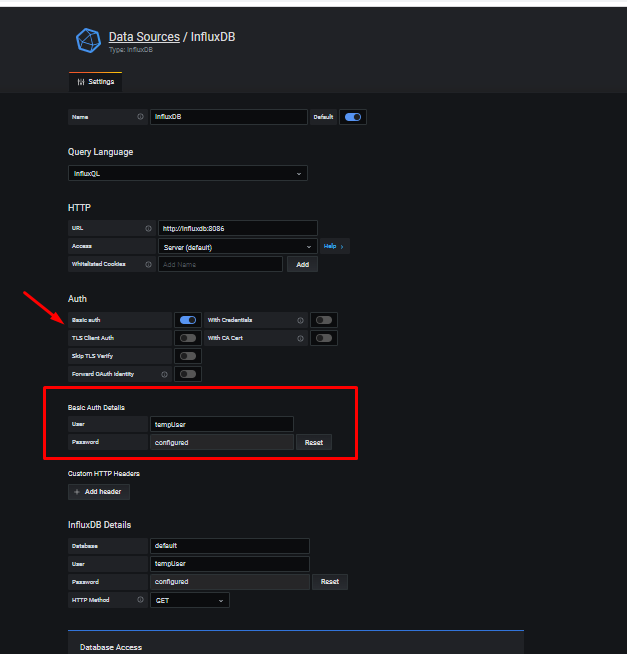 Data Sources / InfluxDB
Type: InfluxDB
Settings
Name InfluxDB Default
Query Language
InfluxQL
HTTP
URL http://influxdb:8086
Access Server (default) Help >
Whitelisted Cookies Add Name Add
Auth
Basic auth With Credentials
TLS Client Auth With CA Cert
Skip TLS Verify
Forward OAuth Identity
Basic Auth Details
User tempUser
Password configured Reset
Custom HTTP Headers
+ Add header
InfluxDB Details
Database default
User tempUser
Password configured Reset
HTTP Method GET
Database Access